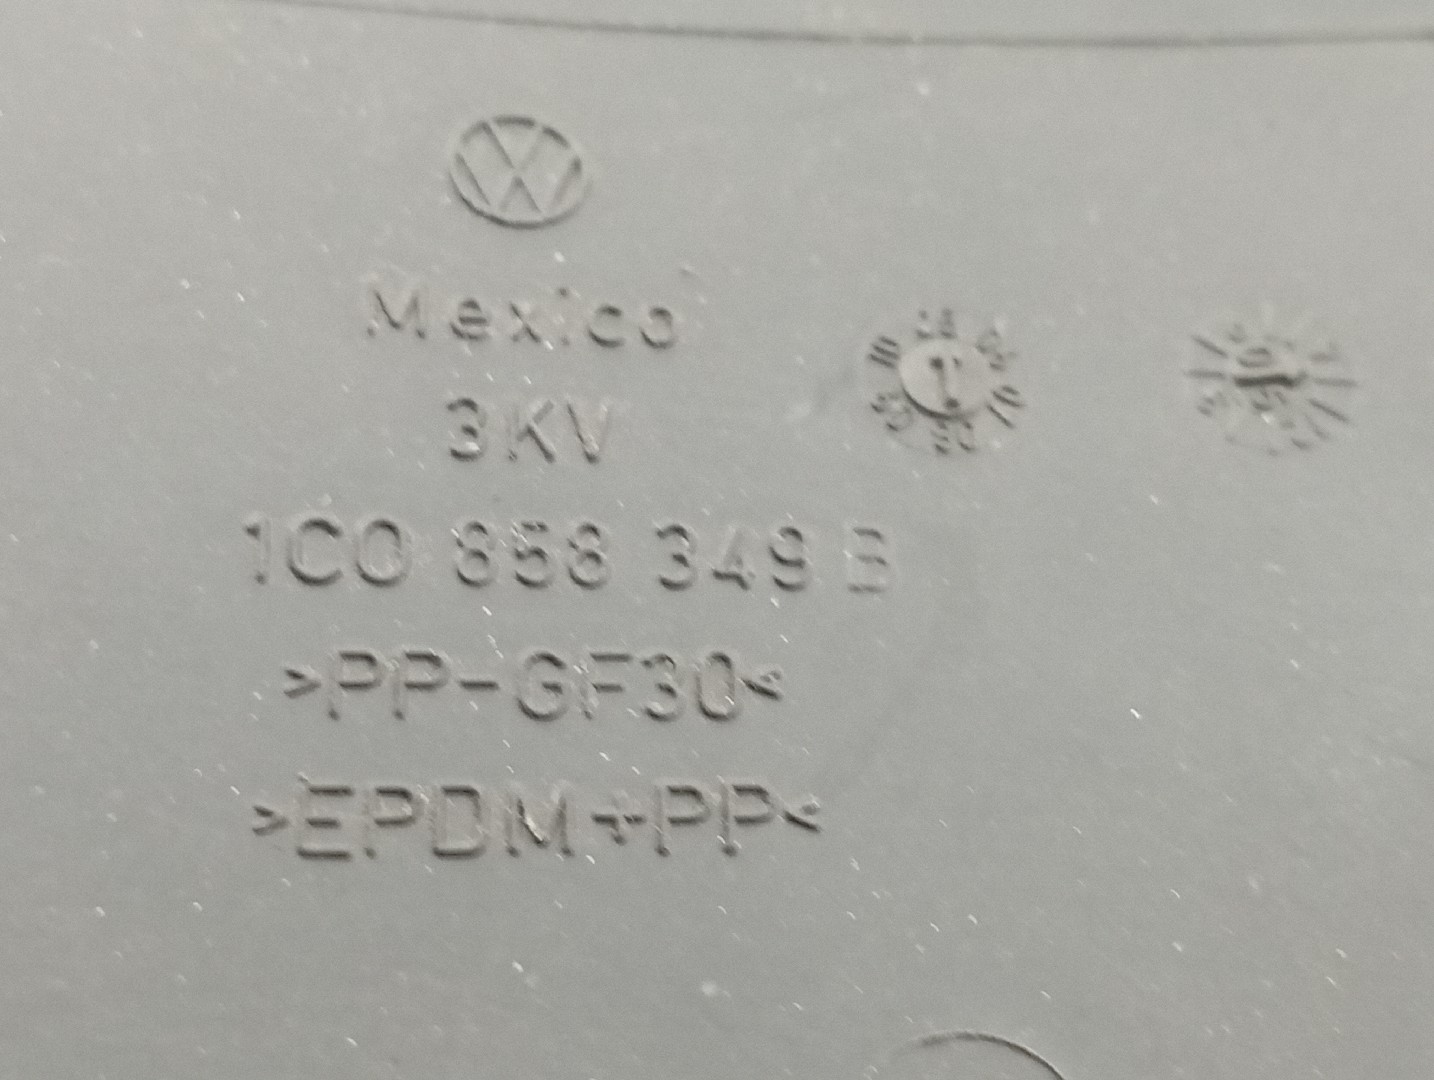 Mexico
3KV
1C0 858 349 B
>PP-GF30<
>EPDM+PP<